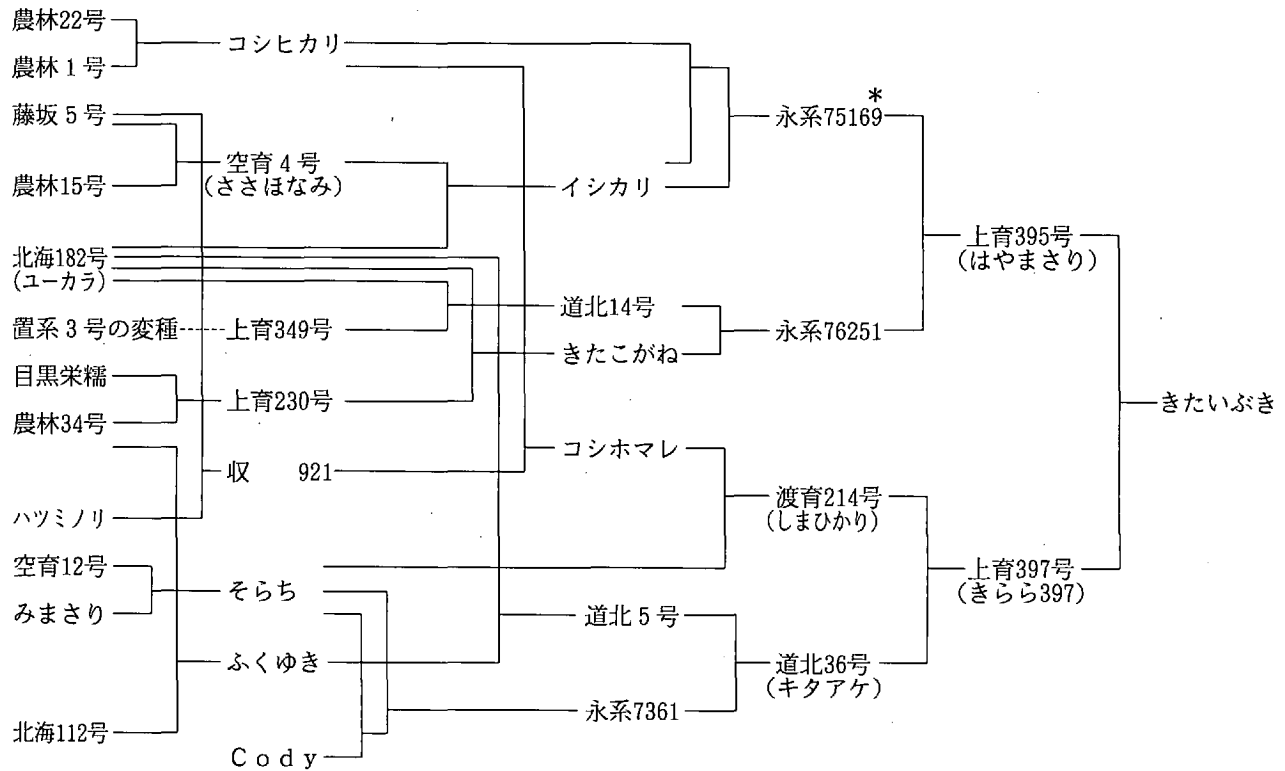 農林22号
農林1号
藤坂5号
農林15号
北海182号
(ユーカラ)
置系3号の変種
目黒栄糯
農林34号
ハツミノリ
空育12号
みまさり
北海112号
コシヒカリ
空育4号
(ささほなみ)
上育349号
上育230号
収 921
そらち
ふくゆき
Cody
イシカリ
道北14号
きたこがね
コシホマレ
道北5号
永系7361
*
永系75169
永系76251
渡育214号
(しまひかり)
道北36号
(キタアケ)
上育395号
(はやまさり)
上育397号
(きらら397)
きたいぶき